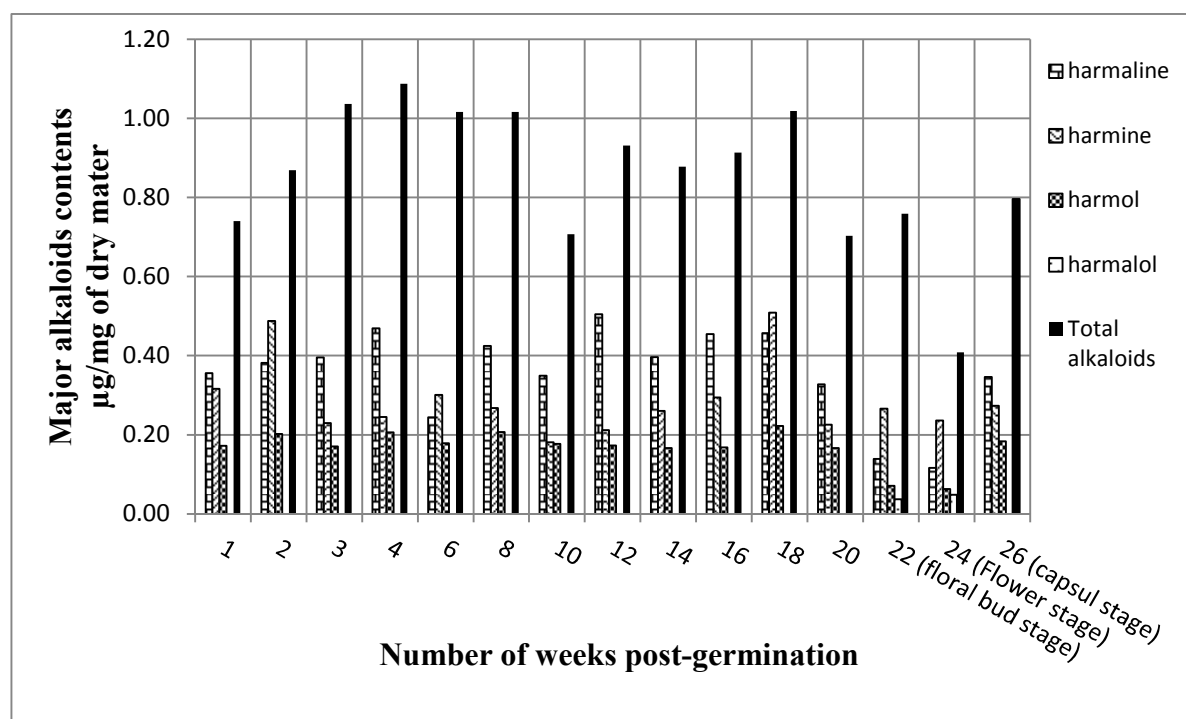 Major alkaloids contents
µg/mg of dry mater
1.20
1.00
0.80
0.60
0.40
0.20
0.00
1
2
3
4
6
8
10
12
14
16
18
20
22 (floral bud stage)
24 (Flower stage)
26 (capsul stage)
Number of weeks post-germination
harmaline
harmine
harmol
harmalol
Total
alkaloids